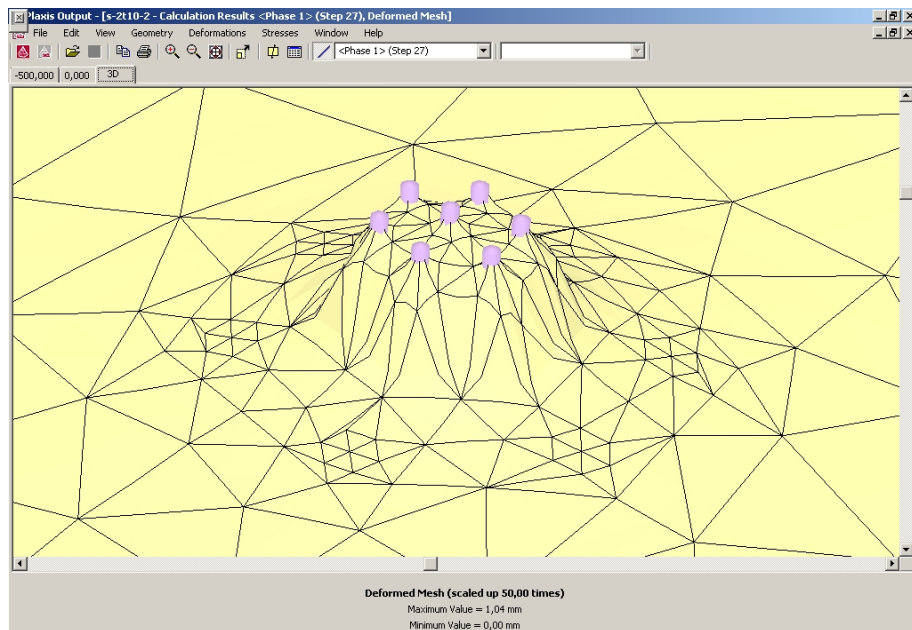 Plaxis Output - [s-2t10-2 - Calculation Results <Phase 1> (Step 27), Deformed Mesh]
File Edit View Geometry Deformations Stresses Window Help
<Phase 1> (Step 27)
-500,000 0,000 3D
Deformed Mesh (scaled up 50,00 times)
Maximum Value = 1,04 mm
Minimum Value = 0,00 mm